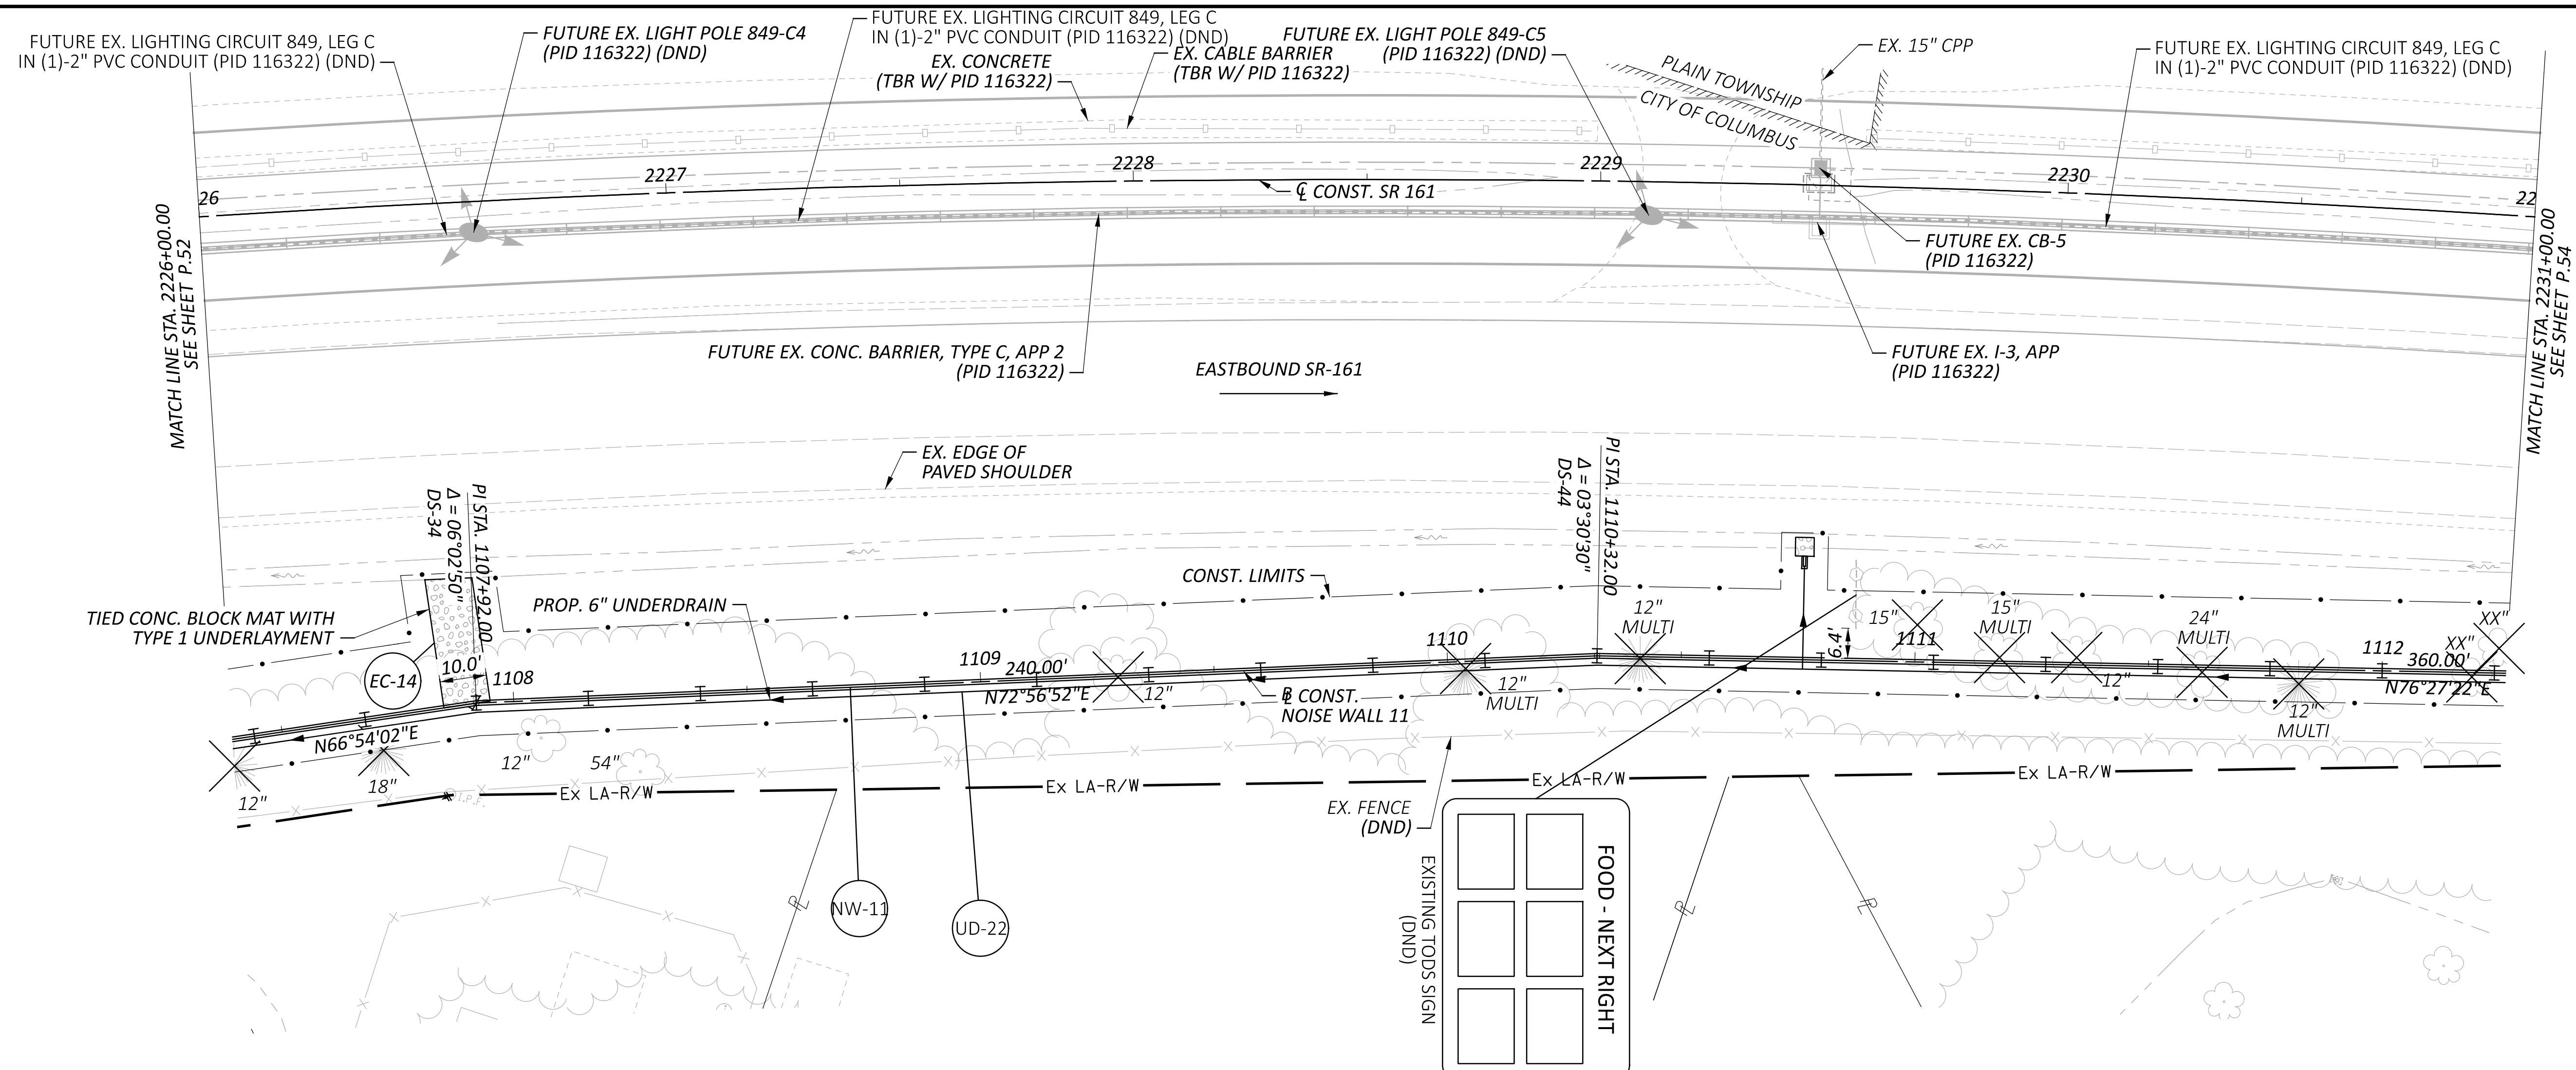 FUTURE EX. LIGHTING CIRCUIT 849, LEG C
IN (1)-2" PVC CONDUIT (PID 116322) (DND)
FUTURE EX. LIGHT POLE 849-C4
(PID 116322) (DND)
FUTURE EX. LIGHTING CIRCUIT 849, LEG C
IN (1)-2" PVC CONDUIT (PID 116322) (DND)
EX. CONCRETE
(TBR W/ PID 116322)
EX. CABLE BARRIER
(TBR W/ PID 116322)
FUTURE EX. LIGHT POLE 849-C5
(PID 116322) (DND)
PLAIN TOWNSHIP
CITY OF COLUMBUS
EX. 15" CPP
FUTURE EX. LIGHTING CIRCUIT 849, LEG C
IN (1)-2" PVC CONDUIT (PID 116322) (DND)
26
2227
2228
2229
2230
22
℄ CONST. SR 161
MATCH LINE STA. 2226+00.00
SEE SHEET P.52
MATCH LINE STA. 2231+00.00
SEE SHEET P.54
FUTURE EX. CB-5
(PID 116322)
FUTURE EX. CONC. BARRIER, TYPE C, APP 2
(PID 116322)
EASTBOUND SR-161
FUTURE EX. I-3, APP
(PID 116322)
EX. EDGE OF
PAVED SHOULDER
PI STA. 1107+92.00
Δ = 06°02'50"
DS-34
PI STA. 1110+32.00
Δ = 03°30'30"
DS-44
TIED CONC. BLOCK MAT WITH
TYPE 1 UNDERLAYMENT
PROP. 6" UNDERDRAIN
CONST. LIMITS
EC-14
10.0'
1108
1109
240.00'
N72°56'52"E
12"
1110
12"
MULTI
12"
MULTI
6.4'
15"
1111
15"
MULTI
12"
24"
MULTI
12"
MULTI
1112
XX"
XX"
360.00'
N76°27'22"E
N66°54'02"E
12"
18"
12"
54"
B CONST.
NOISE WALL 11
I.P.F.
Ex LA-R/W
Ex LA-R/W
Ex LA-R/W
Ex LA-R/W
EX. FENCE
(DND)
NW-11
UD-22
PL
PL
PL
FOOD - NEXT RIGHT
EXISTING TODS SIGN
(DND)